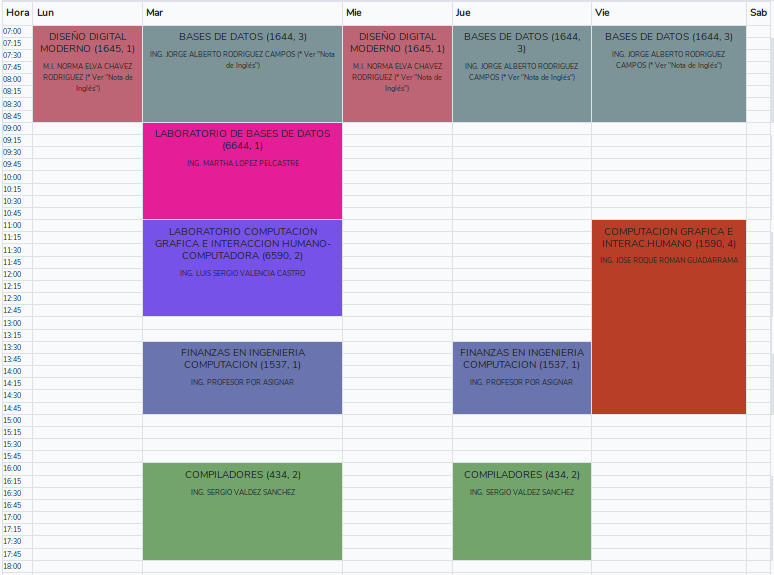 Hora Lun Mar Mie Jue Vie Sab
07:00
07:15
07:30
07:45
08:00
08:15
08:30
08:45
09:00
09:15
09:30
09:45
10:00
10:15
10:30
10:45
11:00
11:15
11:30
11:45
12:00
12:15
12:30
12:45
13:00
13:15
13:30
13:45
14:00
14:15
14:30
14:45
15:00
15:15
15:30
15:45
16:00
16:15
16:30
16:45
17:00
17:15
17:30
17:45
18:00
DISEÑO DIGITAL
MODERNO (1645, 1)
M.I. NORMA ELVA CHAVEZ
RODRIGUEZ (* Ver "Nota de
Inglés")
BASES DE DATOS (1644, 3)
ING. JORGE ALBERTO RODRIGUEZ CAMPOS (* Ver "Nota
de Inglés")
LABORATORIO DE BASES DE DATOS
(6644, 1)
ING. MARTHA LOPEZ PELCASTRE
LABORATORIO COMPUTACION
GRAFICA E INTERACCION HUMANO-
COMPUTADORA (6590, 2)
ING. LUIS SERGIO VALENCIA CASTRO
FINANZAS EN INGENIERIA
COMPUTACION (1537, 1)
ING. PROFESOR POR ASIGNAR
COMPILADORES (434, 2)
ING. SERGIO VALDEZ SANCHEZ
DISEÑO DIGITAL
MODERNO (1645, 1)
M.I. NORMA ELVA CHAVEZ
RODRIGUEZ (* Ver "Nota de
Inglés")
BASES DE DATOS (1644,
3)
ING. JORGE ALBERTO RODRIGUEZ
CAMPOS (* Ver "Nota de Inglés")
FINANZAS EN INGENIERIA
COMPUTACION (1537, 1)
ING. PROFESOR POR ASIGNAR
COMPILADORES (434, 2)
ING. SERGIO VALDEZ SANCHEZ
BASES DE DATOS (1644, 3)
ING. JORGE ALBERTO RODRIGUEZ
CAMPOS (* Ver "Nota de Inglés")
COMPUTACION GRAFICA E
INTERAC.HUMANO (1590, 4)
ING. JOSE ROQUE ROMAN GUADARRAMA